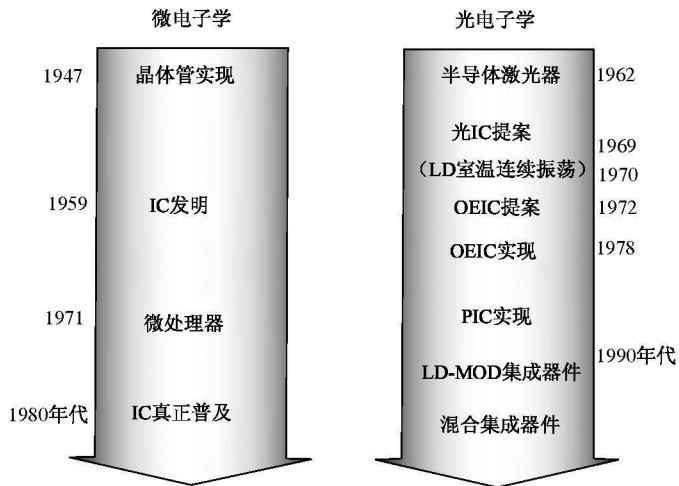 微电子学
1947
晶体管实现
1959
IC发明
1971
微处理器
1980年代
IC真正普及
光电子学
半导体激光器
1962
光IC提案
1969
（LD室温连续振荡）
1970
OEIC提案
1972
OEIC实现
1978
PIC实现
1990年代
LD-MOD集成器件
混合集成器件